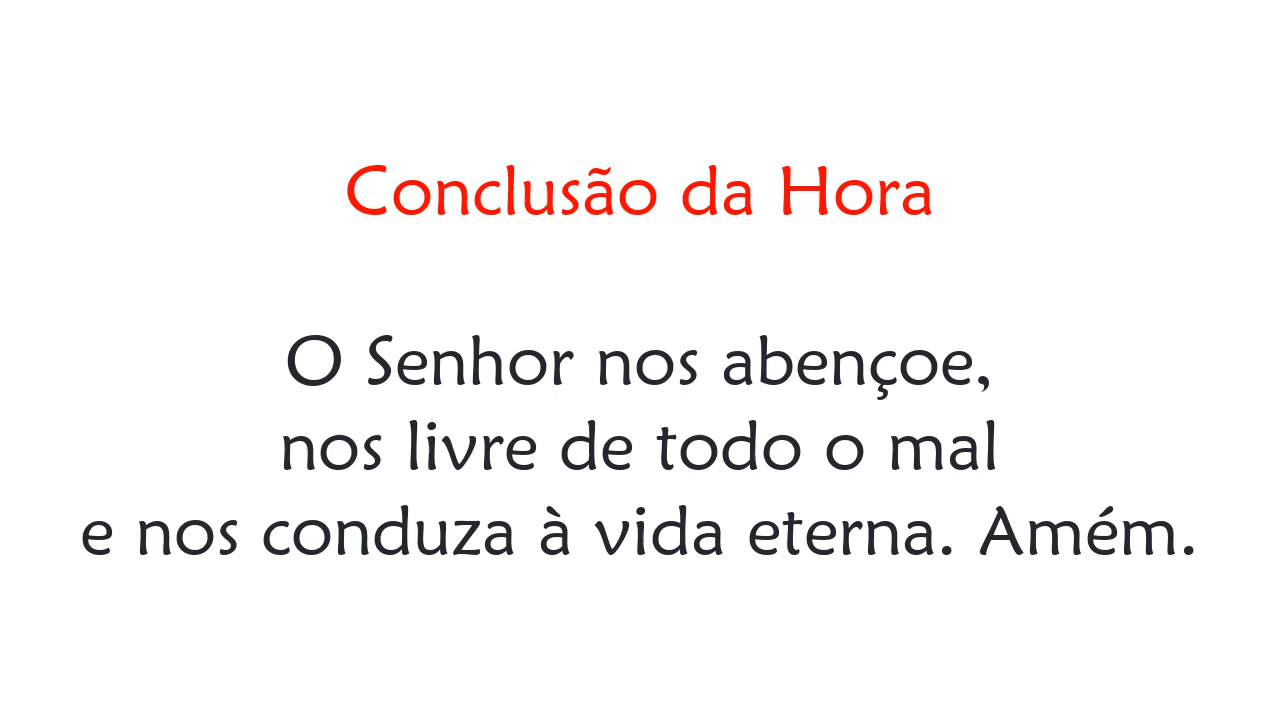 Conclusão da Hora
O Senhor nos abençoe,
nos livre de todo o mal
e nos conduza à vida eterna. Amém.